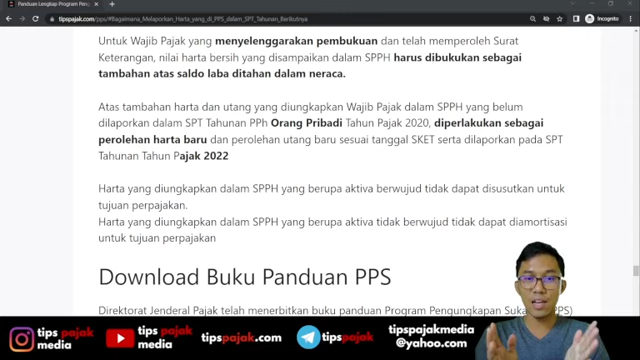 Panduan Lengkap Program Peng
Incognito
tipspajak.com/pps/#Bagaimana_Melaporkan_Harta_yang_di_PPS_dalam_SPT_Tahunan_Berikutnya
Untuk Wajib Pajak yang menyelenggarakan pembukuan dan telah memperoleh Surat
Keterangan, nilai harta bersih yang disampaikan dalam SPPH harus dibukukan sebagai
tambahan atas saldo laba ditahan dalam neraca.
Atas tambahan harta dan utang yang diungkapkan Wajib Pajak dalam SPPH yang belum
dilaporkan dalam SPT Tahunan PPh Orang Pribadi Tahun Pajak 2020, diperlakukan sebagai
perolehan harta baru dan perolehan utang baru sesuai tanggal SKET serta dilaporkan pada SPT
Tahunan Tahun Pajak 2022
Harta yang diungkapkan dalam SPPH yang berupa aktiva berwujud tidak dapat disusutkan untuk
tujuan perpajakan.
Harta yang diungkapkan dalam SPPH yang berupa aktiva tidak berwujud tidak dapat diamortisasi
untuk tujuan perpajakan
Download Buku Panduan PPS
Direktorat Jenderal Pajak telah menerbitkan buku panduan Program Pengungkapan Suka PPS)
tips pajak media
tips pajak media
tipspajak.com
tips pajak media
tipspajakmedia
@yahoo.com